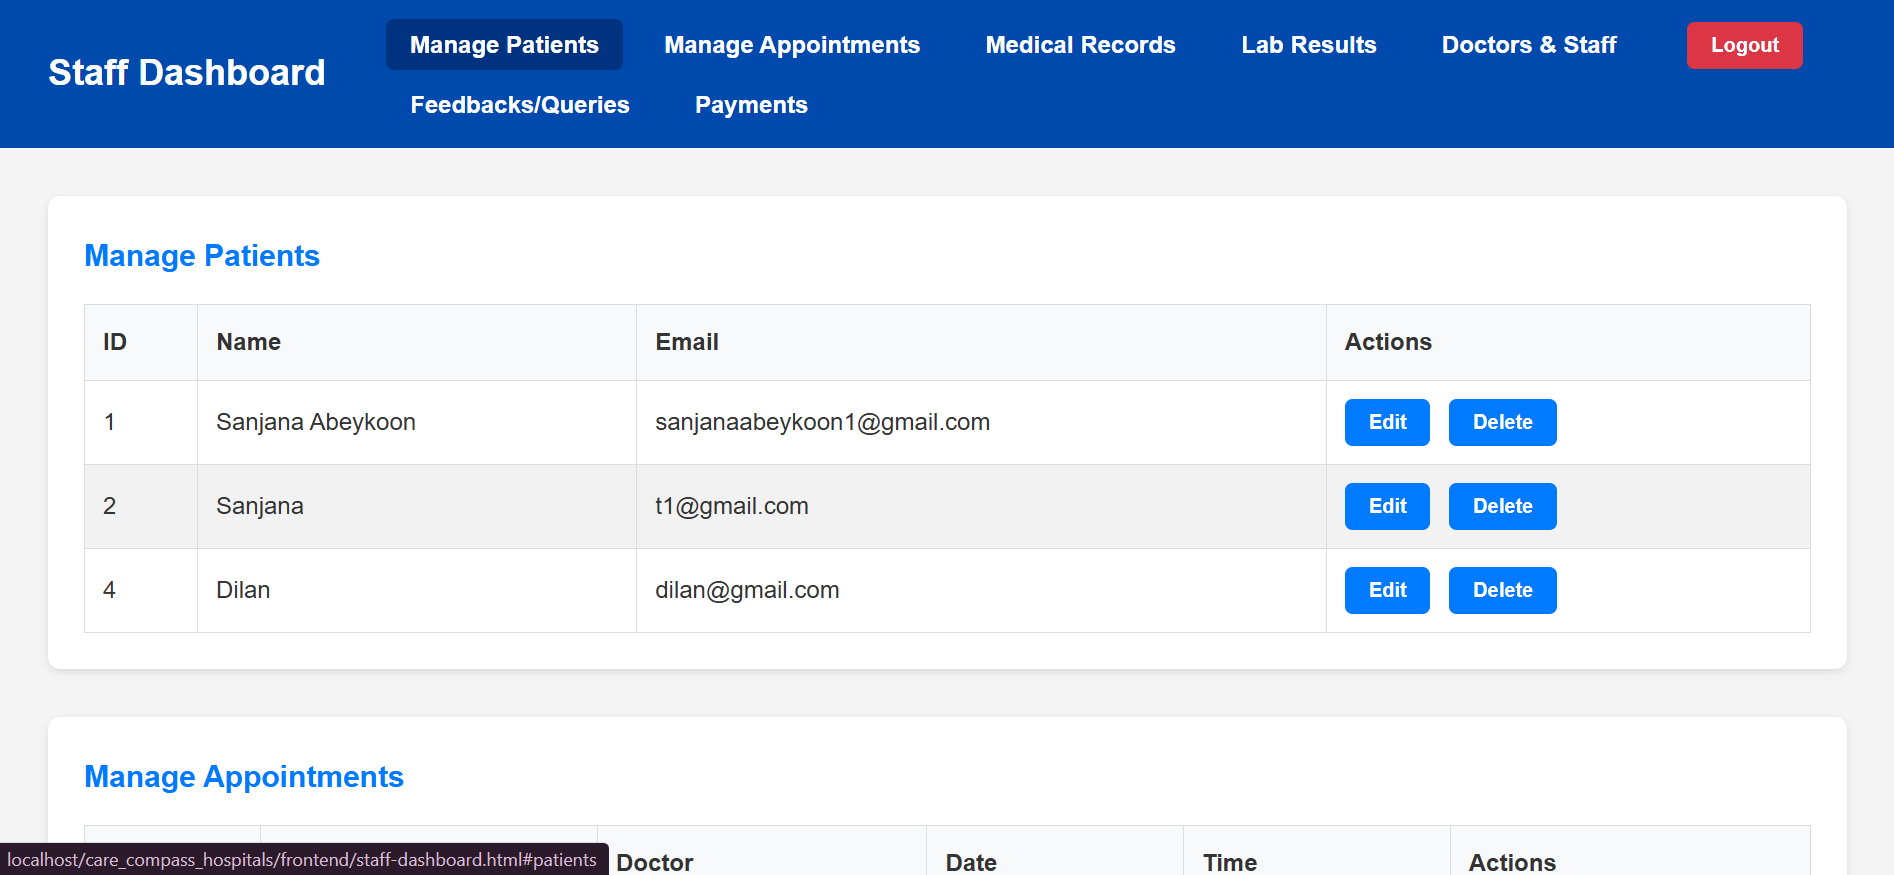 Staff Dashboard
Manage Patients Manage Appointments Medical Records Lab Results Doctors & Staff Logout
Feedbacks/Queries Payments
Manage Patients
ID Name Email Actions
1 Sanjana Abeykoon sanjanaabeykoon1@gmail.com Edit Delete
2 Sanjana t1@gmail.com Edit Delete
4 Dilan dilan@gmail.com Edit Delete
Manage Appointments
Doctor Date Time Actions
localhost/care_compass_hospitals/frontend/staff-dashboard.html#patients